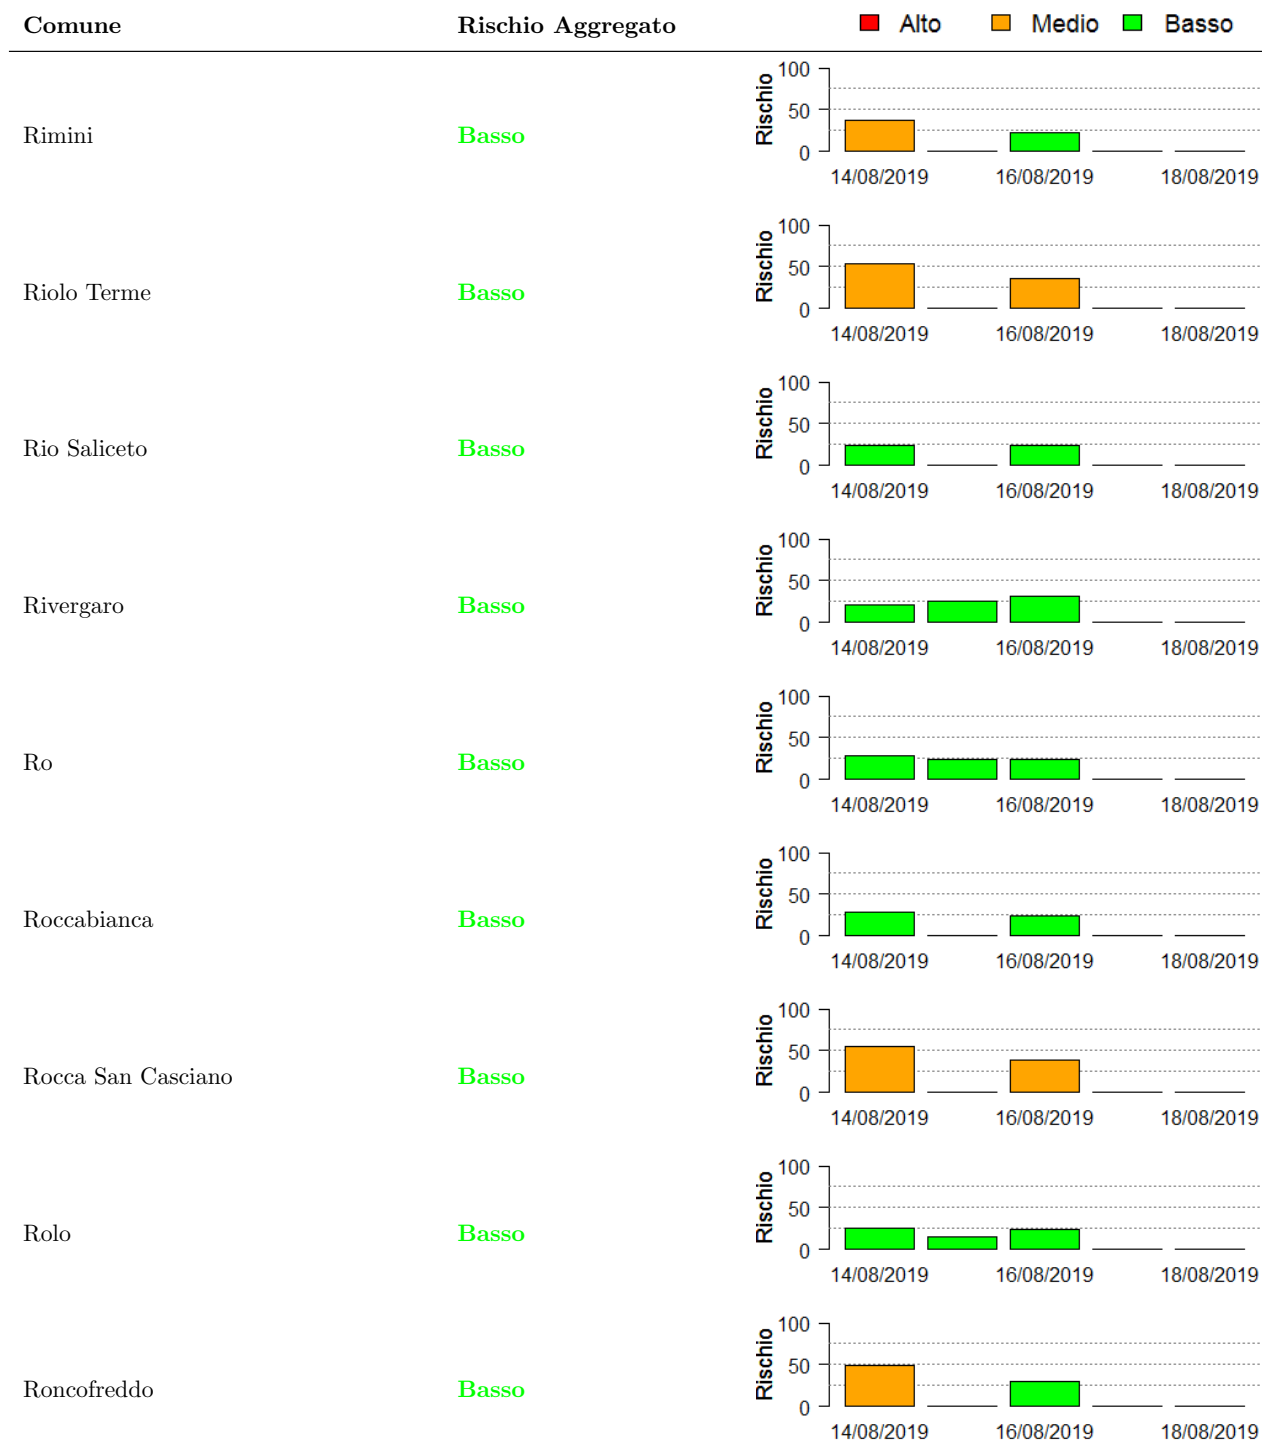 Comune Rischio Aggregato Alto Medio Basso
Rimini Basso Rischio 100 50 0
14/08/2019 16/08/2019 18/08/2019
Riolo Terme Basso Rischio 100 50 0
14/08/2019 16/08/2019 18/08/2019
Rio Saliceto Basso Rischio 100 50 0
14/08/2019 16/08/2019 18/08/2019
Rivergaro Basso Rischio 100 50 0
14/08/2019 16/08/2019 18/08/2019
Ro Basso Rischio 100 50 0
14/08/2019 16/08/2019 18/08/2019
Roccabianca Basso Rischio 100 50 0
14/08/2019 16/08/2019 18/08/2019
Rocca San Casciano Basso Rischio 100 50 0
14/08/2019 16/08/2019 18/08/2019
Rolo Basso Rischio 100 50 0
14/08/2019 16/08/2019 18/08/2019
Roncofreddo Basso Rischio 100 50 0
14/08/2019 16/08/2019 18/08/2019